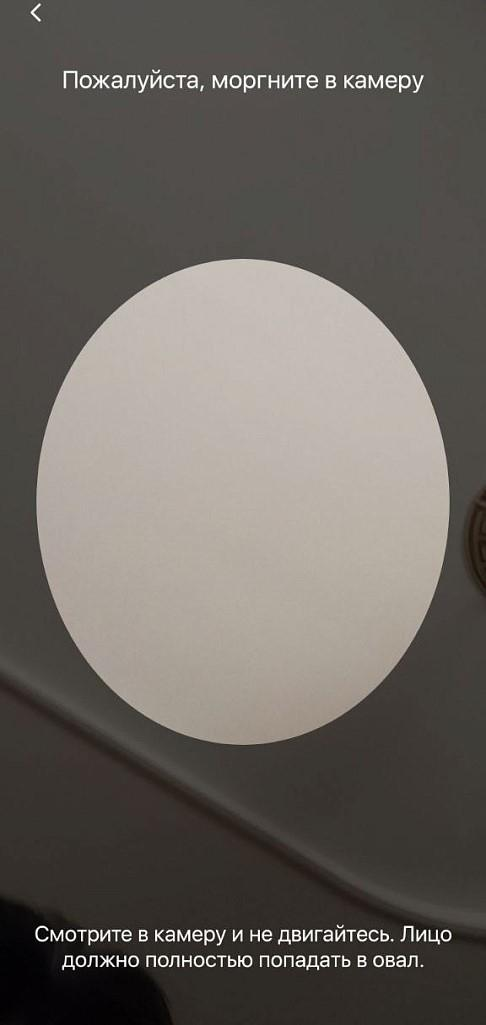 Пожалуйста, моргните в камеру
Смотрите в камеру и не двигайтесь. Лицо
должно полностью попадать в овал.